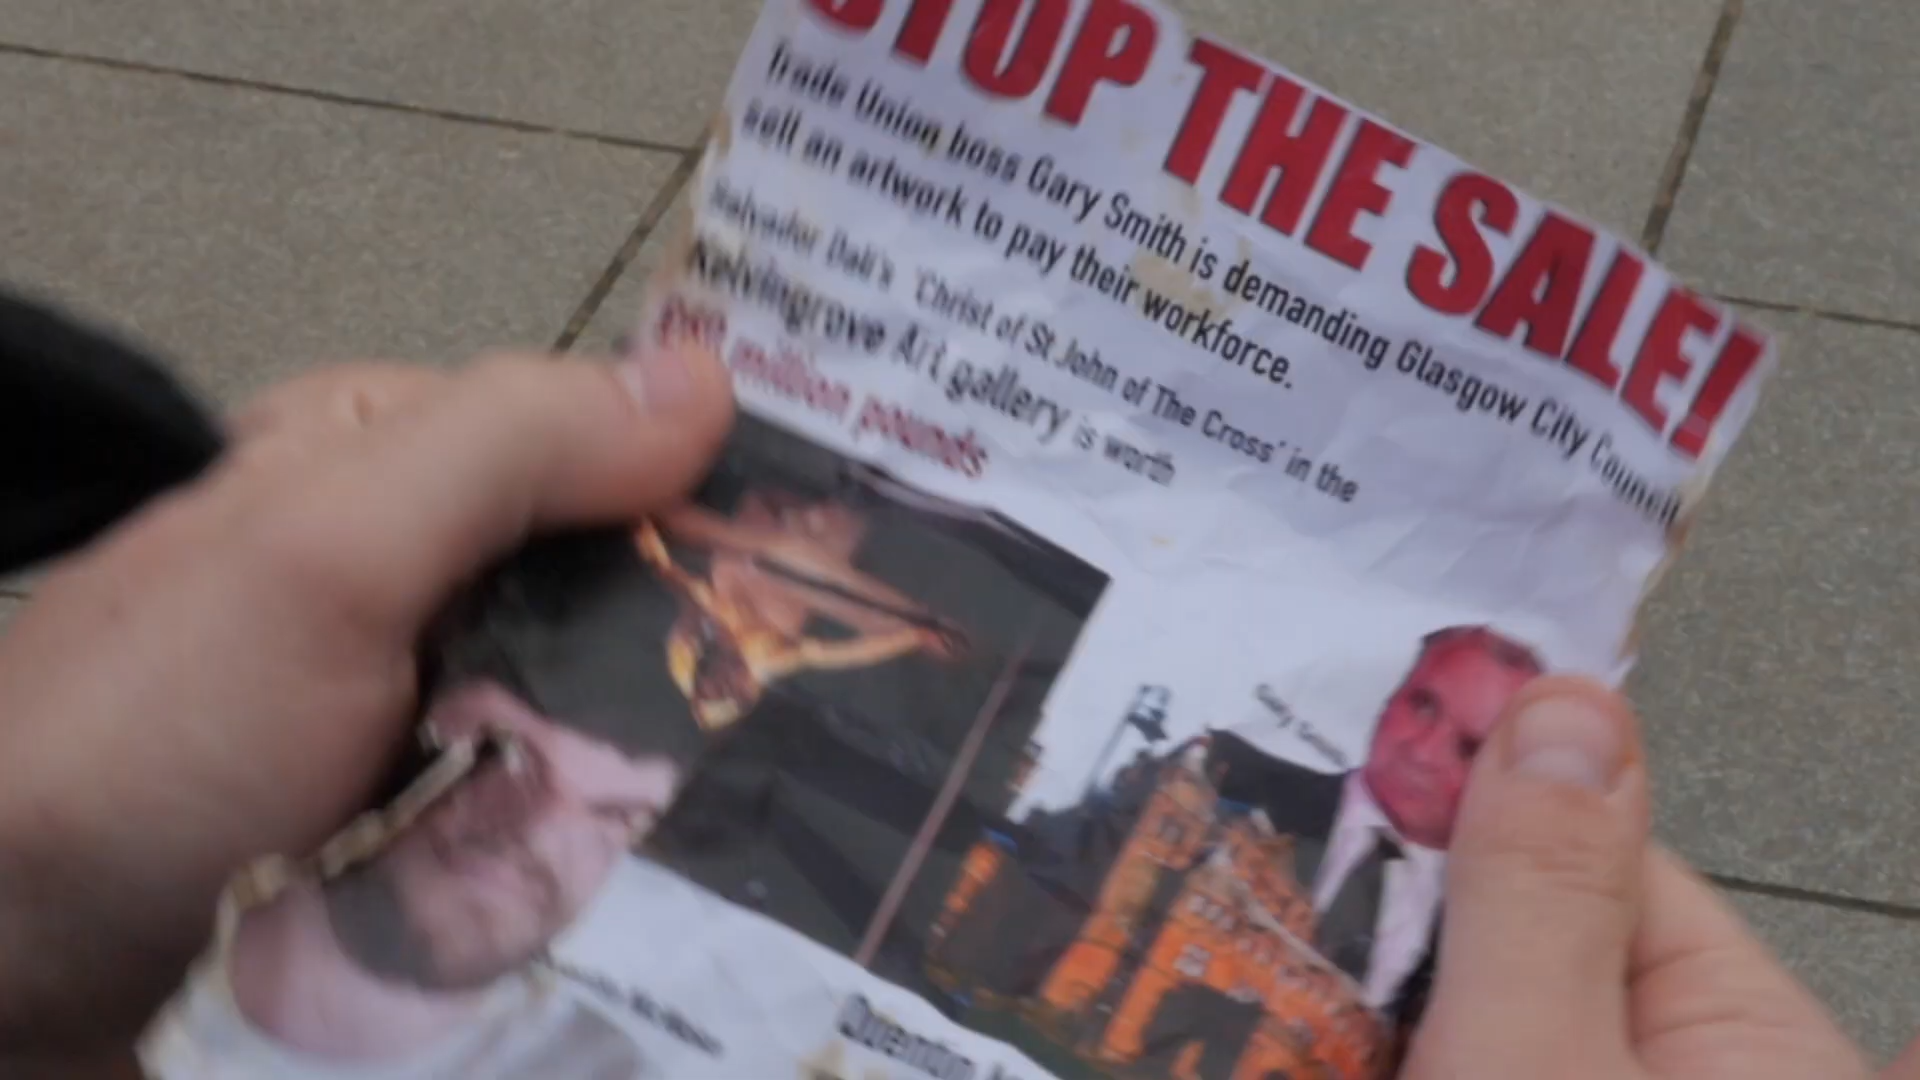 STOP THE SALE!
Trade Union boss Gary Smith is demanding Glasgow City Council
sell an artwork to pay their workforce.
Salvador Dali's 'Christ of St John of The Cross' in the
Kelvingrove Art gallery is worth
million pounds
Gary Smith
Quentin